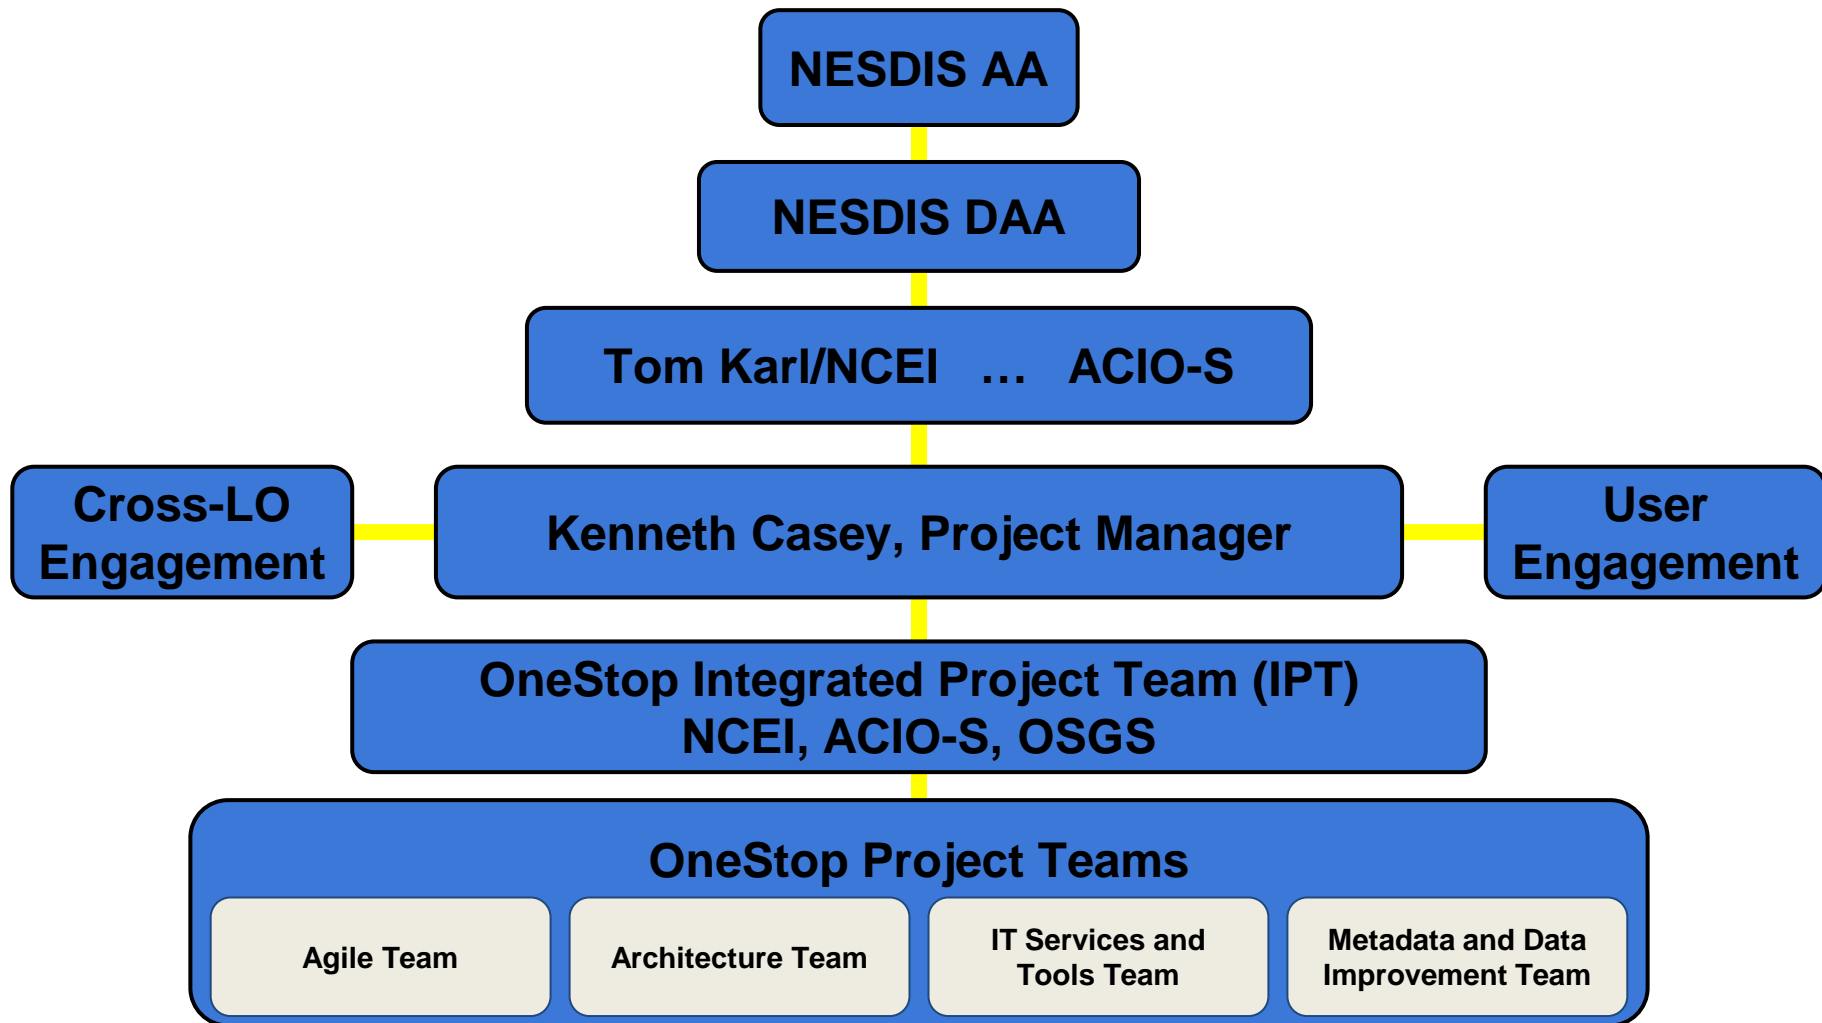 NESDIS AA
NESDIS DAA
Tom Karl/NCEI … ACIO-S
Cross-LO
Engagement
Kenneth Casey, Project Manager
User
Engagement
OneStop Integrated Project Team (IPT)
NCEI, ACIO-S, OSGS
OneStop Project Teams
Agile Team
Architecture Team
IT Services and
Tools Team
Metadata and Data
Improvement Team